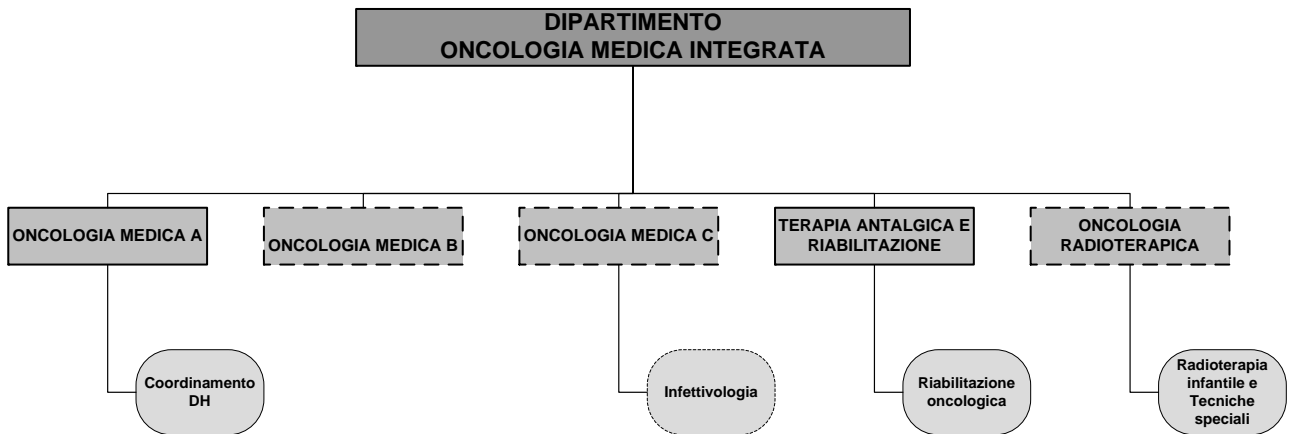 DIPARTIMENTO
ONCOLOGIA MEDICA INTEGRATA
ONCOLOGIA MEDICA A
ONCOLOGIA MEDICA B
ONCOLOGIA MEDICA C
TERAPIA ANTALGICA E
RIABILITAZIONE
ONCOLOGIA
RADIOTERAPICA
Coordinamento
DH
Infettivologia
Riabilitazione
oncologica
Radioterapia
infantile e
Tecniche
speciali